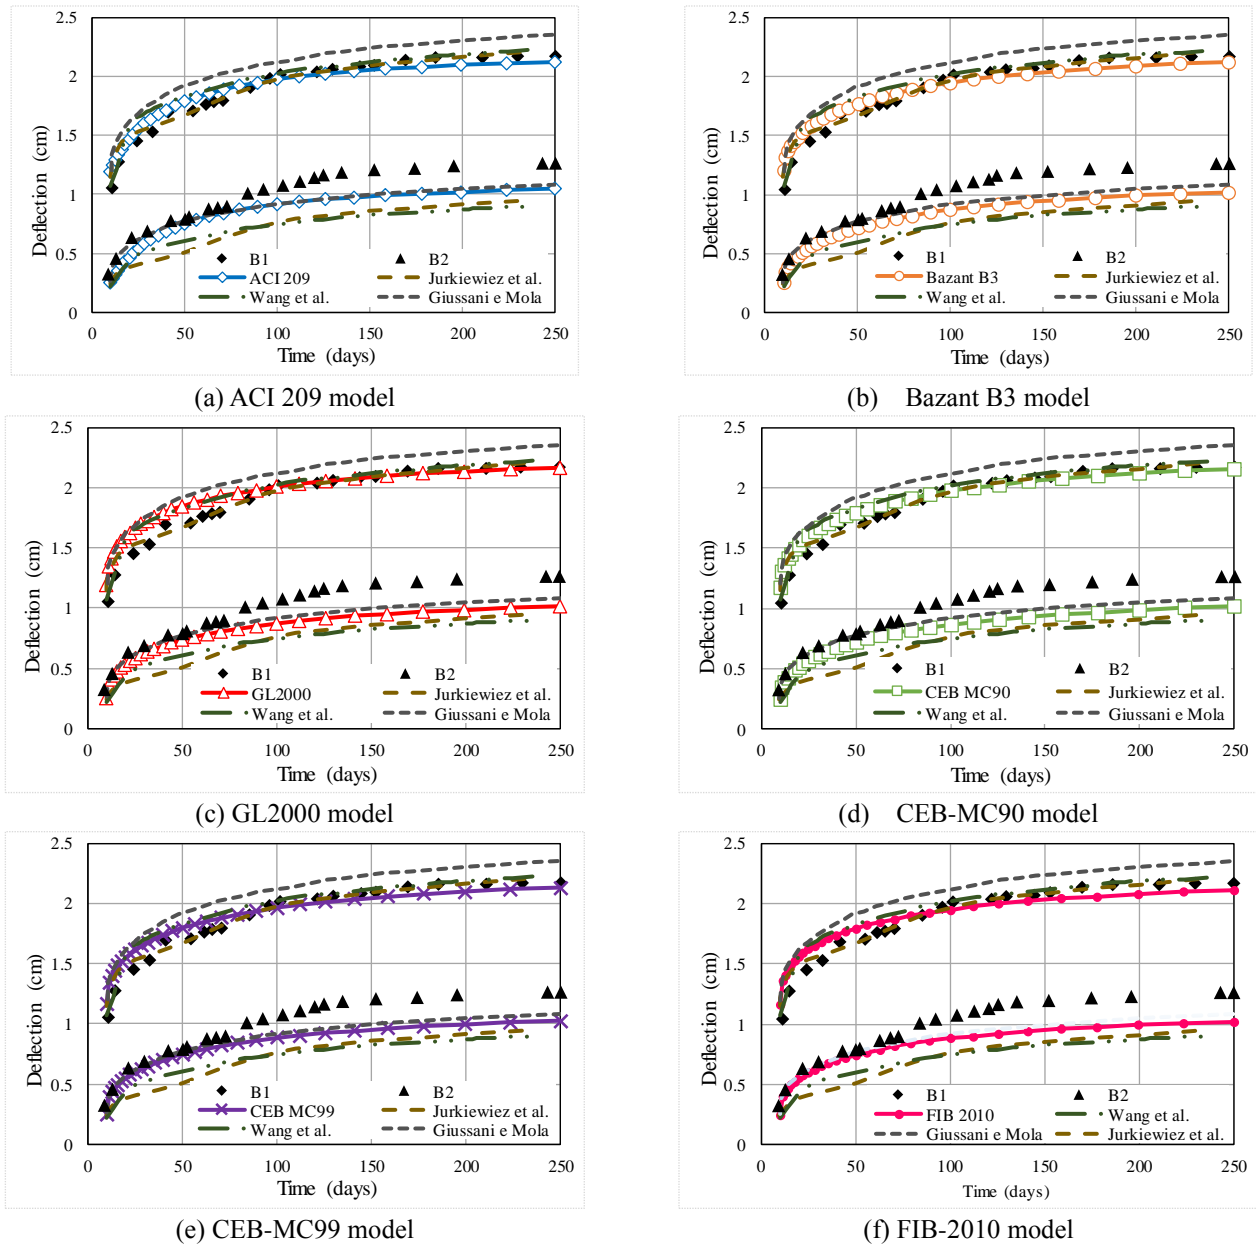 2.5
2
1.5
1
0.5
0
Deflection (cm)
B1 B2
ACI 209 Jurkiewiez et al.
Wang et al. Giussani e Mola
0 50 100 150 200 250
Time (days)
(a) ACI 209 model
2.5
2
1.5
1
0.5
0
Deflection (cm)
B1 B2
Bazant B3 Jurkiewiez et al.
Wang et al. Giussani e Mola
0 50 100 150 200 250
Time (days)
(b) Bazant B3 model
2.5
2
1.5
1
0.5
0
Deflection (cm)
B1 B2
GL2000 Jurkiewiez et al.
Wang et al. Giussani e Mola
0 50 100 150 200 250
Time (days)
(c) GL2000 model
2.5
2
1.5
1
0.5
0
Deflection (cm)
B1 B2
CEB MC90 Jurkiewiez et al.
Wang et al. Giussani e Mola
0 50 100 150 200 250
Time (days)
(d) CEB-MC90 model
2.5
2
1.5
1
0.5
0
Deflection (cm)
B1 B2
CEB MC99 Jurkiewiez et al.
Wang et al. Giussani e Mola
0 50 100 150 200 250
Time (days)
(e) CEB-MC99 model
2.5
2
1.5
1
0.5
0
Deflection (cm)
B1 B2
FIB 2010 Wang et al.
Giussani e Mola Jurkiewiez et al.
0 50 100 150 200 250
Time (days)
(f) FIB-2010 model